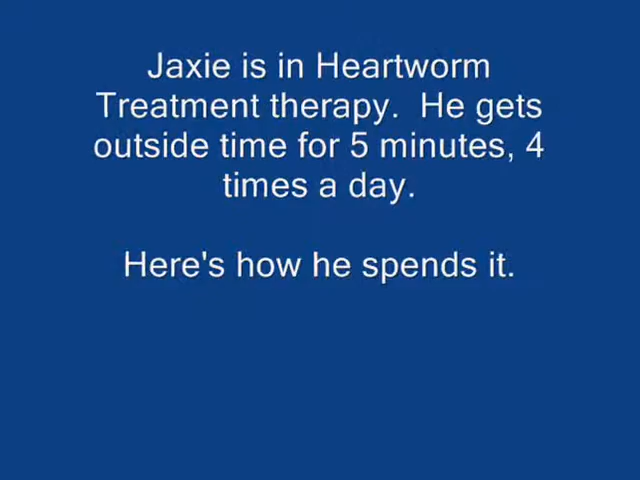 Jaxie is in Heartworm
Treatment therapy.  He gets
outside time for 5 minutes, 4
times a day.
Here's how he spends it.